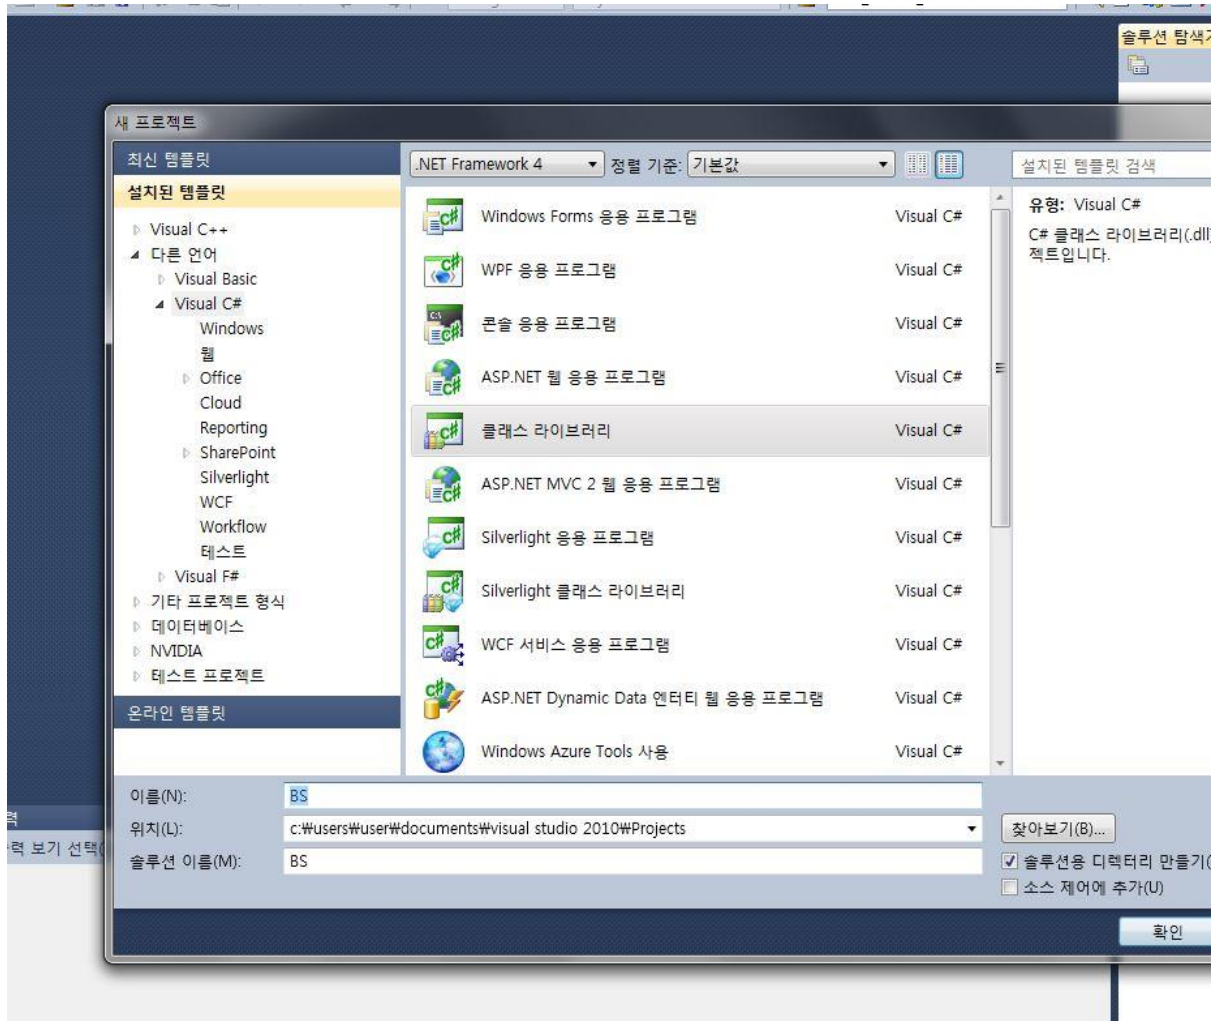 솔루션 탐색기
새 프로젝트
최신 템플릿
설치된 템플릿
Visual C++
다른 언어
Visual Basic
Visual C#
Windows
웹
Office
Cloud
Reporting
SharePoint
Silverlight
WCF
Workflow
테스트
Visual F#
기타 프로젝트 형식
데이터베이스
NVIDIA
테스트 프로젝트
온라인 템플릿
.NET Framework 4 정렬 기준: 기본값
Windows Forms 응용 프로그램 Visual C#
WPF 응용 프로그램 Visual C#
콘솔 응용 프로그램 Visual C#
ASP.NET 웹 응용 프로그램 Visual C#
클래스 라이브러리 Visual C#
ASP.NET MVC 2 웹 응용 프로그램 Visual C#
Silverlight 응용 프로그램 Visual C#
Silverlight 클래스 라이브러리 Visual C#
WCF 서비스 응용 프로그램 Visual C#
ASP.NET Dynamic Data 엔터티 웹 응용 프로그램 Visual C#
Windows Azure Tools 사용 Visual C#
설치된 템플릿 검색
유형: Visual C#
C# 클래스 라이브러리(.dll)
젝트입니다.
이름(N): BS
위치(L): c:₩users₩user₩documents₩visual studio 2010₩Projects 찾아보기(B)...
솔루션 이름(M): BS
솔루션용 디렉터리 만들기(
소스 제어에 추가(U)
확인
력
력 보기 선택(